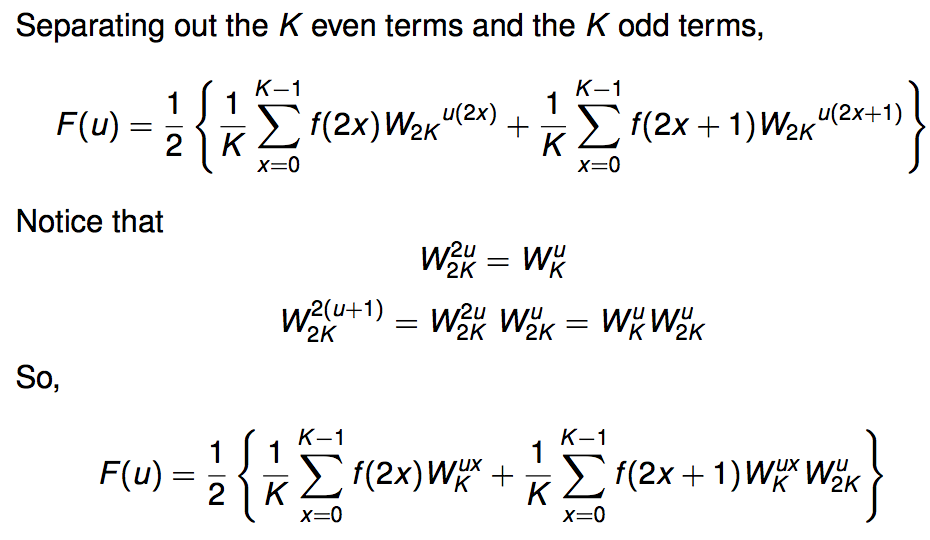 Separating out the K even terms and the K odd terms,
F(u) = \frac{1}{2} \left\{ \frac{1}{K} \sum_{x=0}^{K-1} f(2x) W_{2K}^{u(2x)} + \frac{1}{K} \sum_{x=0}^{K-1} f(2x + 1) W_{2K}^{u(2x+1)} \right\}
Notice that
W_{2K}^{2u} = W_K^u
W_{2K}^{2(u+1)} = W_{2K}^{2u} W_{2K}^u = W_K^u W_{2K}^u
So,
F(u) = \frac{1}{2} \left\{ \frac{1}{K} \sum_{x=0}^{K-1} f(2x) W_K^{ux} + \frac{1}{K} \sum_{x=0}^{K-1} f(2x + 1) W_K^{ux} W_{2K}^u \right\}